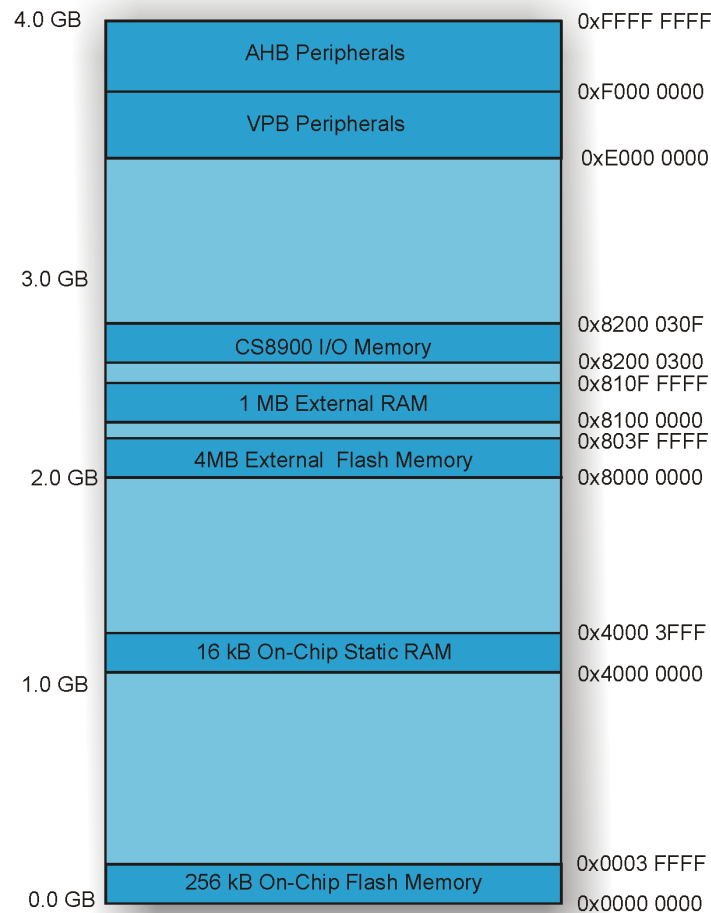 4.0 GB
0xFFFF FFFF
AHB Peripherals
0xF000 0000
VPB Peripherals
0xE000 0000
3.0 GB
0x8200 030F
CS8900 I/O Memory
0x8200 0300
0x810F FFFF
1 MB External RAM
0x8100 0000
0x803F FFFF
4MB External Flash Memory
2.0 GB
0x8000 0000
0x4000 3FFF
16 kB On-Chip Static RAM
0x4000 0000
1.0 GB
0x0003 FFFF
256 kB On-Chip Flash Memory
0.0 GB
0x0000 0000